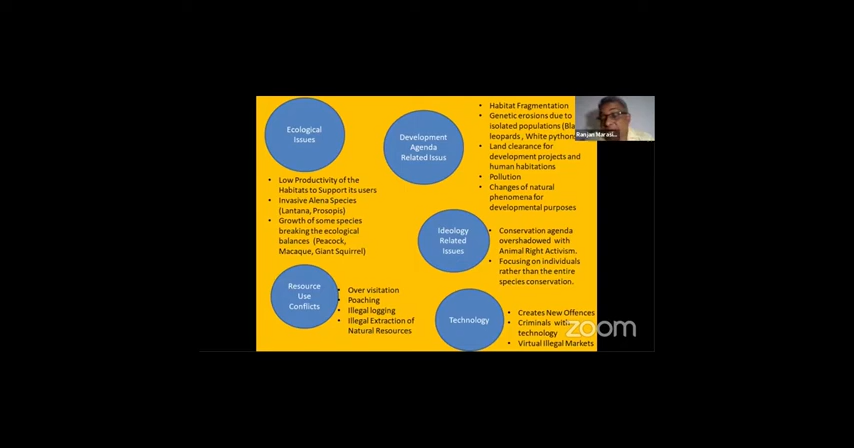 Ecological
Issues
Low Productivity of the
Habitats to Support its users
Invasive Alena Species
(Lantana, Prosopis)
Growth of some species
breaking the ecological
balances (Peacock,
Macaque, Giant Squirrel)
Development
Agenda
Related Issus
Habitat Fragmentation
Genetic erosions due to
isolated populations
leopards , White python
Land clearance for
development projects and
human habitations
Pollution
Changes of natural
phenomena for
developmental purposes
Ideology
Related
Issues
Conservation agenda
overshadowed with
Animal Right Activism.
Focusing on individuals
rather than the entire
species conservation.
Resource
Use
Conflicts
Over visitation
Poaching
Illegal logging
Illegal Extraction of
Natural Resources
Technology
Creates New Offences
Criminals with
technology
Virtual Illegal Markets
Ranjan Marasi...
zoom